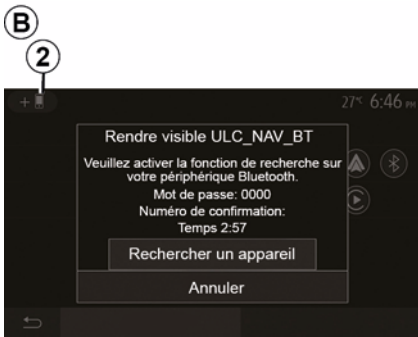 B
2
+
27°C 6:46 PM
Rendre visible ULC_NAV_BT
Veuillez activer la fonction de recherche sur
votre périphérique Bluetooth.
Mot de passe: 0000
Numéro de confirmation:
Temps 2:57
Rechercher un appareil
Annuler